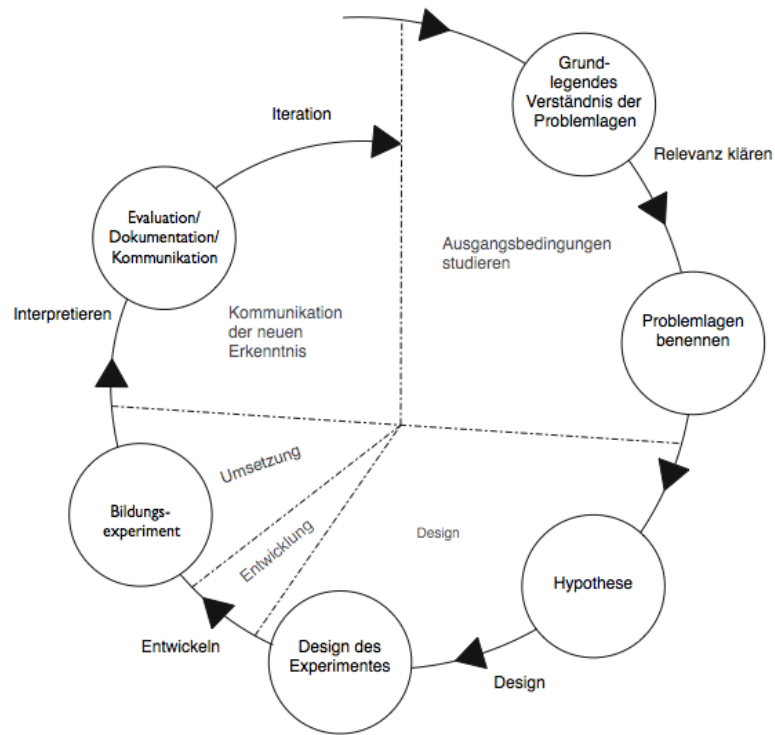 Grund-
legendes
Verständnis der
Problemlagen
Relevanz klären
Ausgangsbedingungen
studieren
Problemlagen
benennen
Hypothese
Design
Design
Design des
Experimentes
Entwickeln
Entwicklung
Umsetzung
Bildungs-
experiment
Interpretieren
Kommunikation
der neuen
Erkenntnis
Evaluation/
Dokumentation/
Kommunikation
Iteration